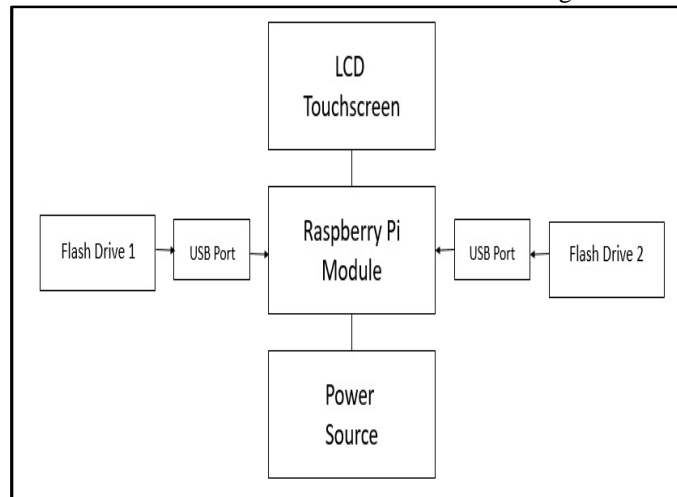 LCD
Touchscreen
Flash Drive 1
USB Port
Raspberry Pi
Module
USB Port
Flash Drive 2
Power
Source